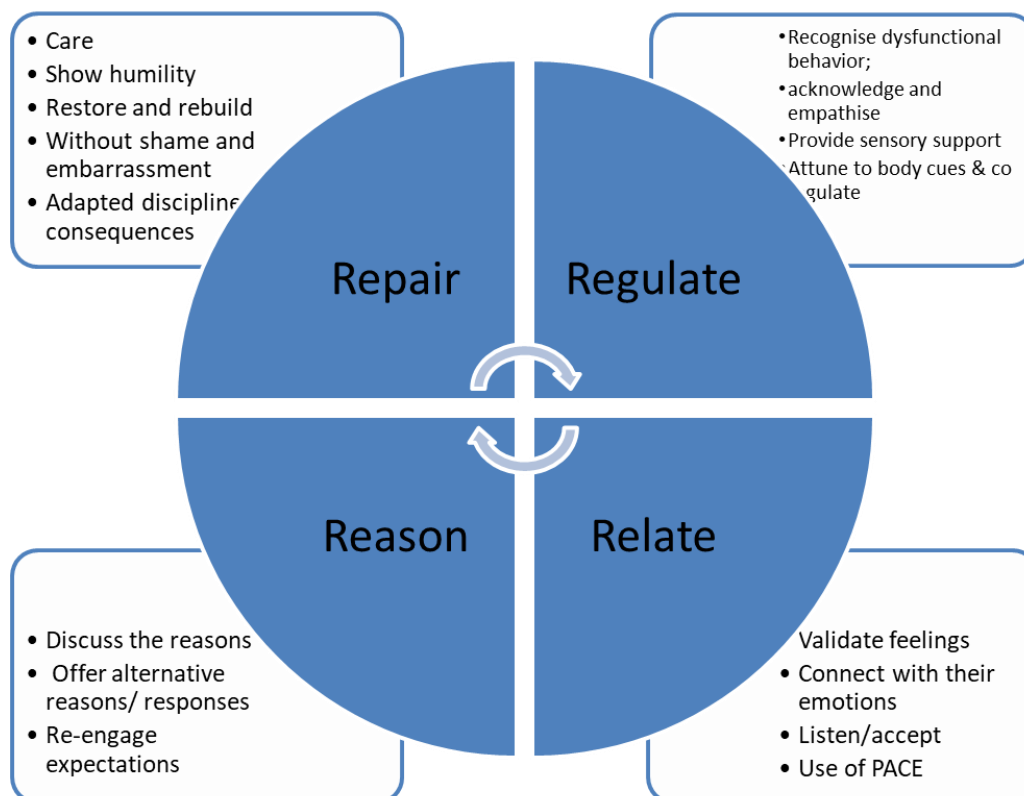 • Care
• Show humility
• Restore and rebuild
• Without shame and
embarrassment
• Adapted discipline
consequences
•Recognise dysfunctional
behavior;
•acknowledge and
empathise
•Provide sensory support
Attune to body cues & co
gulate
Repair
Regulate
Reason
Relate
• Discuss the reasons
• Offer alternative
reasons/ responses
• Re-engage
expectations
Validate feelings
• Connect with their
emotions
• Listen/accept
• Use of PACE